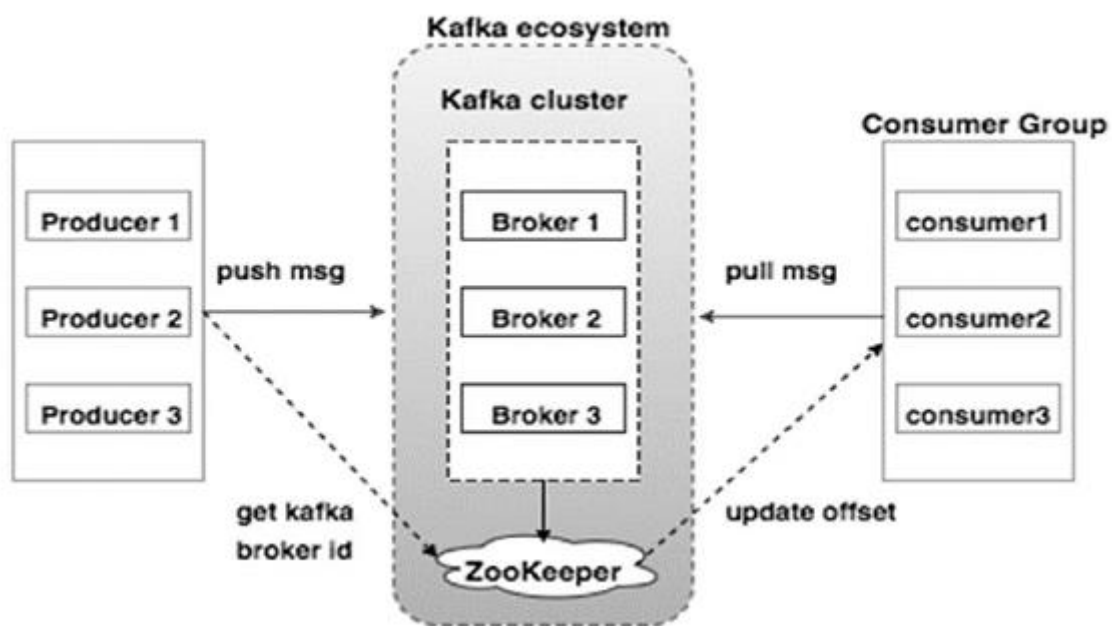 Kafka ecosystem
Kafka cluster
Consumer Group
Producer 1
Broker 1
consumer1
push msg
pull msg
Producer 2
Broker 2
consumer2
Producer 3
Broker 3
consumer3
get kafka
broker id
update offset
ZooKeeper